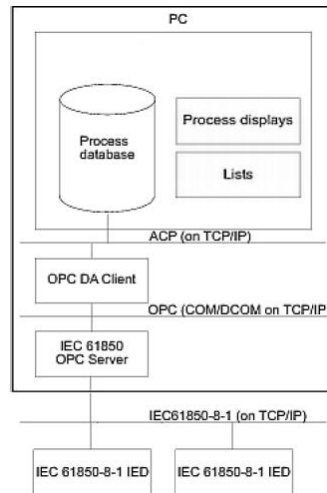 PC
Process
database
Process displays
Lists
ACP (on TCP/IP)
OPC DA Client
OPC (COM/DCOM on TCP/IP
IEC 61850
OPC Server
IEC61850-8-1 (on TCP/IP)
IEC 61850-8-1 IED
IEC 61850-8-1 IED